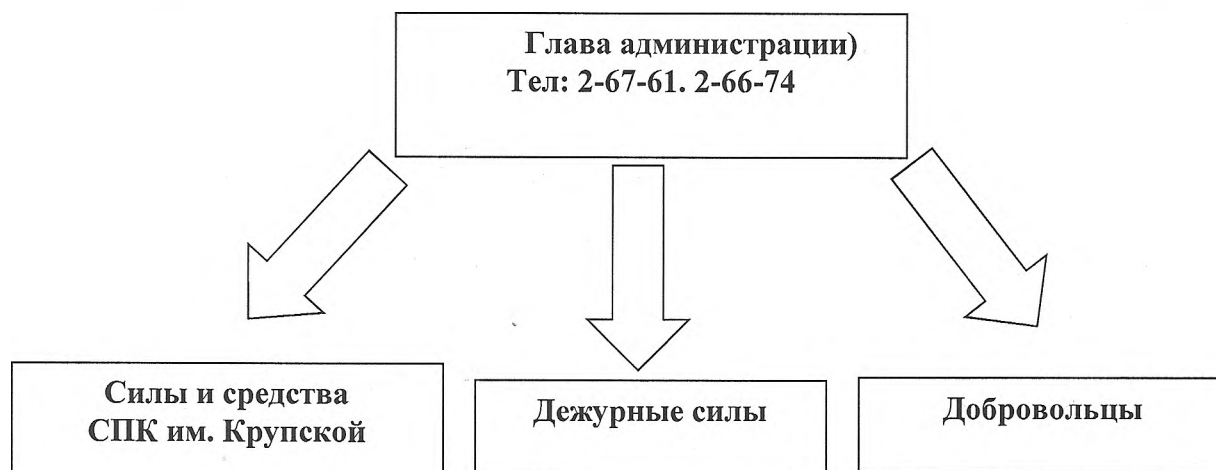 Глава администрации)
Тел: 2-67-61. 2-66-74
Силы и средства
СПК им. Крупской
Дежурные силы
Добровольцы